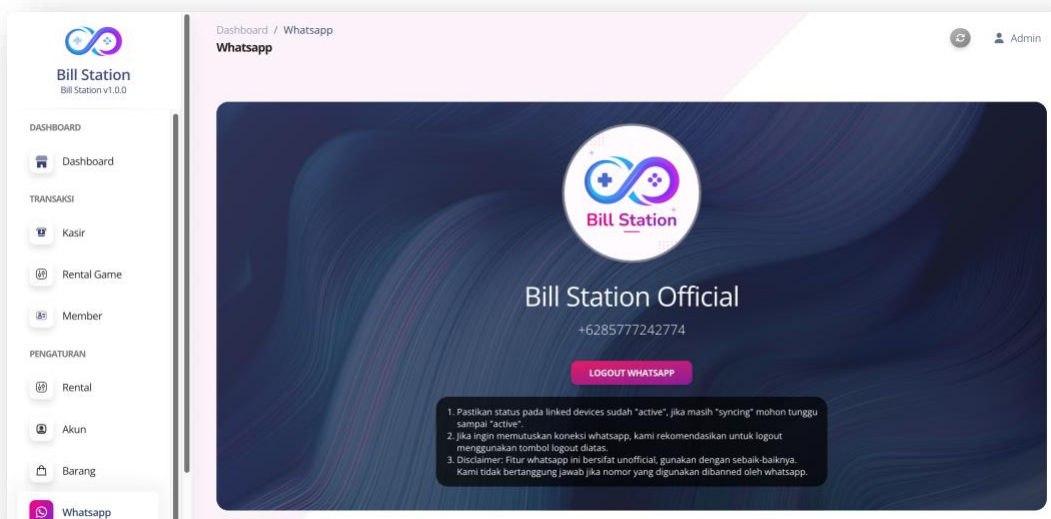 Bill Station
Bill Station v1.0.0
DASHBOARD
Dashboard
TRANSAKSI
Kasir
Rental Game
Member
PENGATURAN
Rental
Akun
Barang
Whatsapp
Dashboard / Whatsapp
Whatsapp
Admin
Bill Station
Bill Station Official
+6285777242774
LOGOUT WHATSAPP
1. Pastikan status pada linked devices sudah "active", jika masih "syncing" mohon tunggu
sampai "active".
2. Jika ingin memutuskan koneksi whatsapp, kami rekomendasikan untuk logout
menggunakan tombol logout diatas.
3. Disclaimer: Fitur whatsapp ini bersifat unofficial, gunakan dengan sebaik-baiknya.
Kami tidak bertanggung jawab jika nomor yang digunakan dibanned oleh whatsapp.